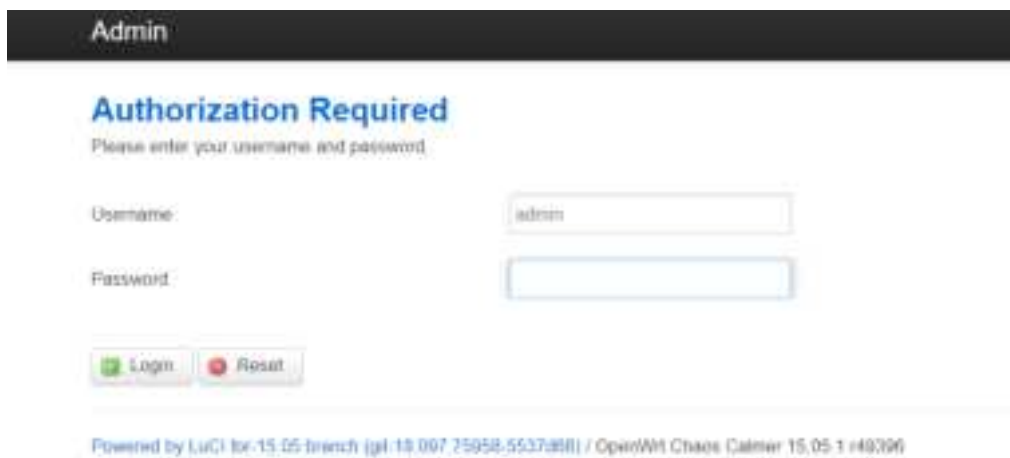 Admin
Authorization Required
Please enter your username and password.
Username
admin
Password
Login
Reset
Powered by LuCI for-15.05 branch (git-18.097.75958-5537d68) / OpenWrt Chaos Calmer 15.05.1 r49396